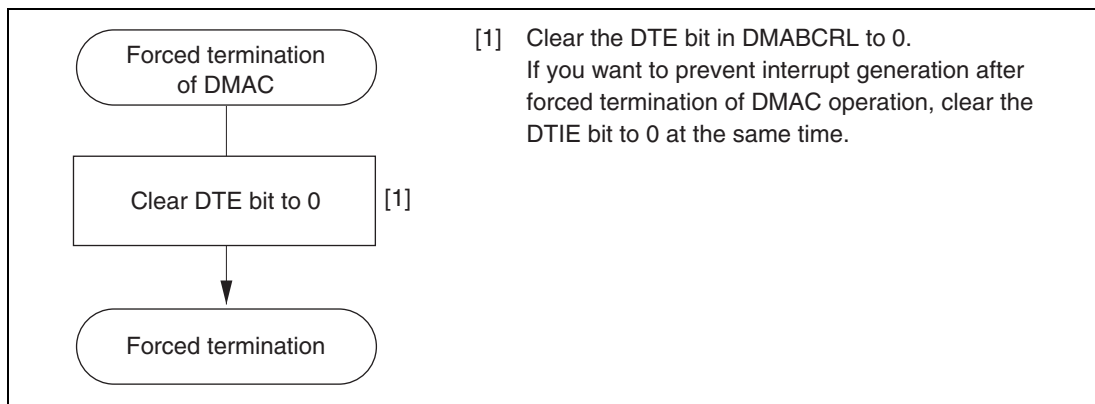 Forced termination
of DMAC
Clear DTE bit to 0
[1]
Forced termination
[1] Clear the DTE bit in DMABCRL to 0.
If you want to prevent interrupt generation after
forced termination of DMAC operation, clear the
DTIE bit to 0 at the same time.